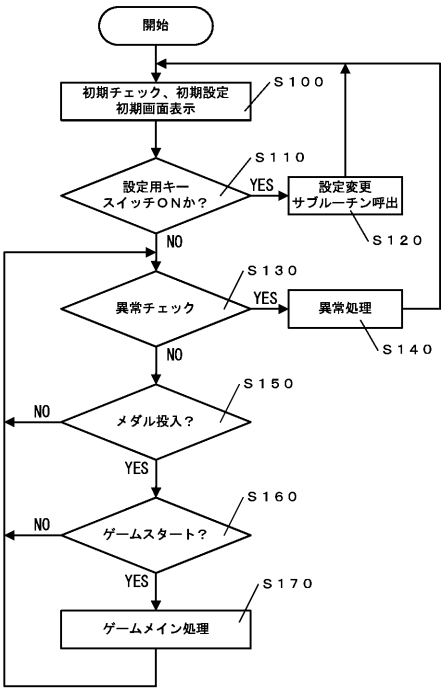 開始
初期チェック、初期設定
初期画面表示
S100
設定用キー
スイッチONか?
S110
YES
設定変更
サブルーチン呼出
S120
NO
異常チェック
S130
YES
異常処理
S140
NO
メダル投入?
S150
NO
YES
ゲームスタート?
S160
NO
YES
ゲームメイン処理
S170